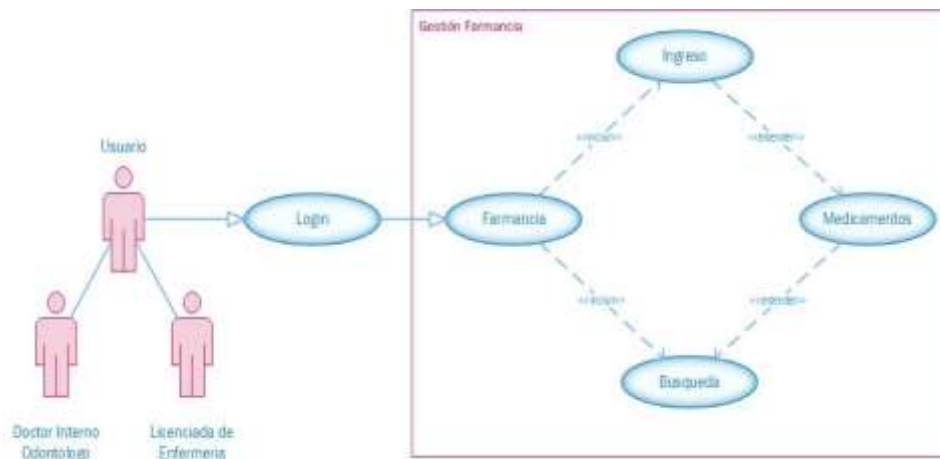 Gestión Farmancia
Ingreso
Usuario
Login
Farmancia
Medicamentos
Busqueda
Doctor Interno
Odontologo
Licenciada de
Enfermeria